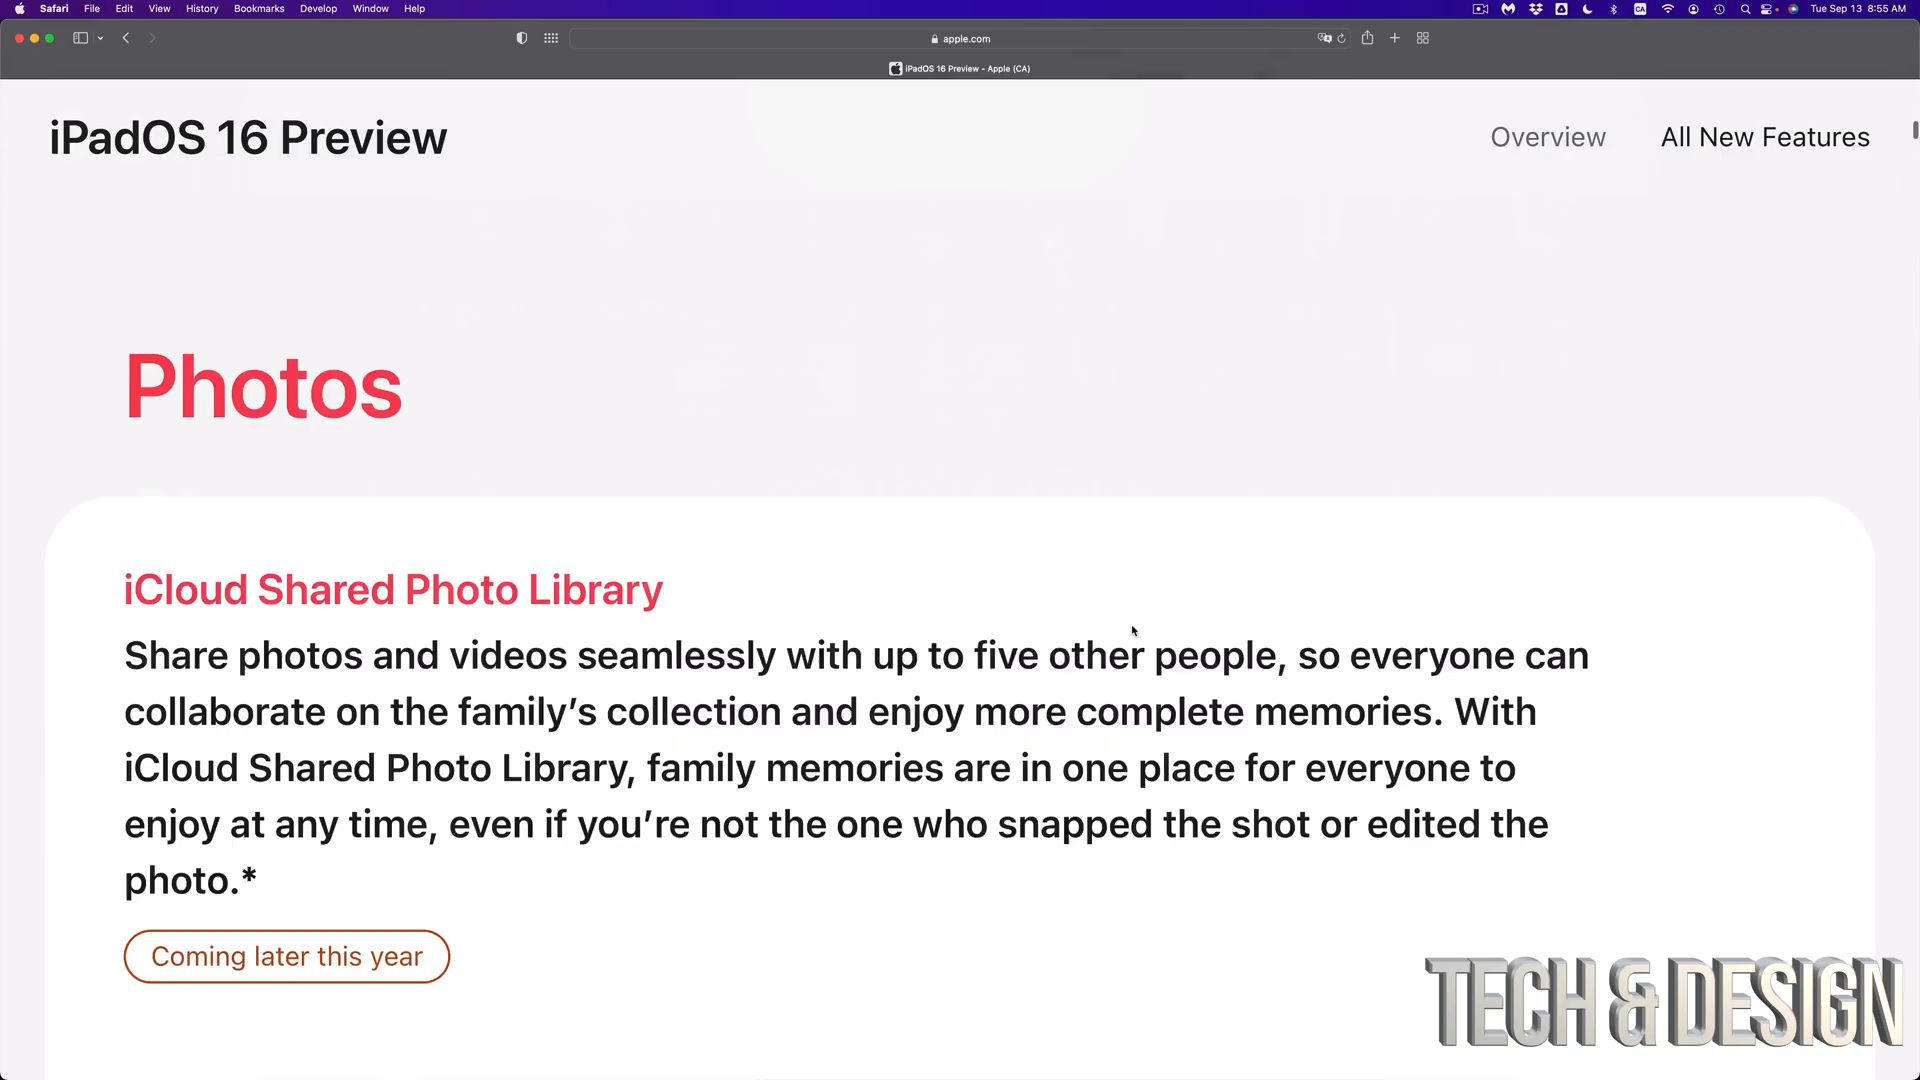 Safari File Edit View History Bookmarks Develop Window Help
CA
Tue Sep 13 8:55 AM
apple.com
iPadOS 16 Preview - Apple (CA)
iPadOS 16 Preview
Overview
All New Features
Photos
iCloud Shared Photo Library
Share photos and videos seamlessly with up to five other people, so everyone can
collaborate on the family’s collection and enjoy more complete memories. With
iCloud Shared Photo Library, family memories are in one place for everyone to
enjoy at any time, even if you’re not the one who snapped the shot or edited the
photo.*
Coming later this year
TECH & DESIGN